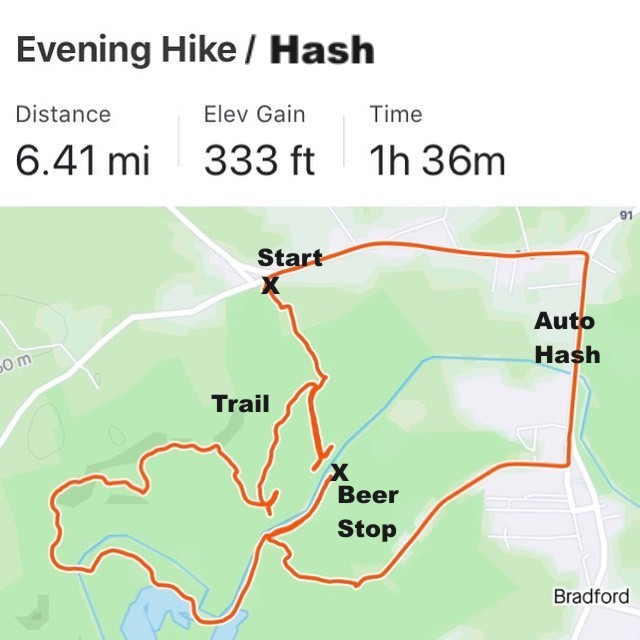 Evening Hike / Hash
Distance
Elev Gain
Time
6.41 mi
333 ft
1h 36m
91
Start
X
Auto
Hash
Trail
X
Beer
Stop
Bradford